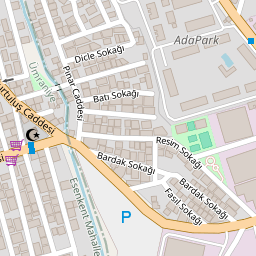 AdaPark
Dicle Sokağı
Ümraniye
Pınar Caddesi
Batı Sokağı
urtuluş Caddesi
Resim Sokağı
Bardak Sokağı
Bardak Sokağı
Fasıl Sokağı
Esenkent Mahalle
P